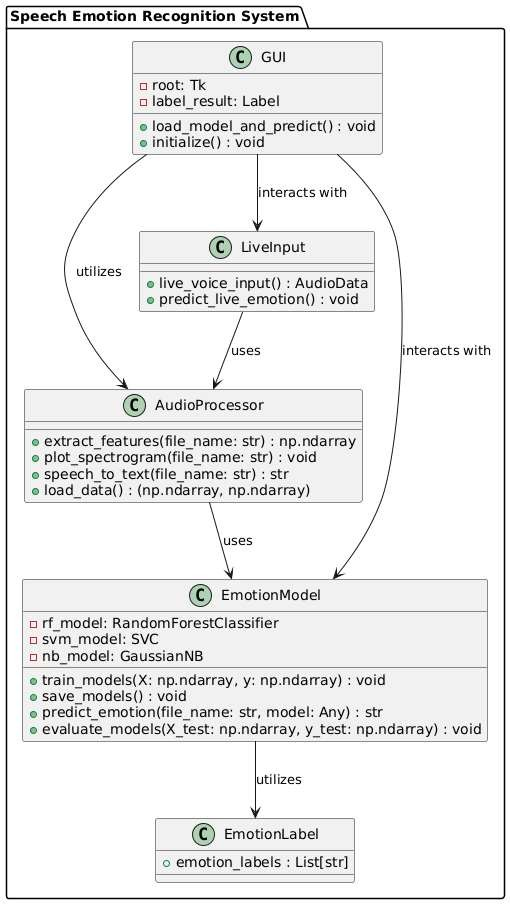 Speech Emotion Recognition System
C GUI
root: Tk
label_result: Label
load_model_and_predict() : void
initialize() : void
interacts with
utilizes
C LiveInput
live_voice_input() : AudioData
predict_live_emotion() : void
uses
interacts with
C AudioProcessor
extract_features(file_name: str) : np.ndarray
plot_spectrogram(file_name: str) : void
speech_to_text(file_name: str) : str
load_data() : (np.ndarray, np.ndarray)
uses
C EmotionModel
rf_model: RandomForestClassifier
svm_model: SVC
nb_model: GaussianNB
train_models(X: np.ndarray, y: np.ndarray) : void
save_models() : void
predict_emotion(file_name: str, model: Any) : str
evaluate_models(X_test: np.ndarray, y_test: np.ndarray) : void
utilizes
C EmotionLabel
emotion_labels : List[str]